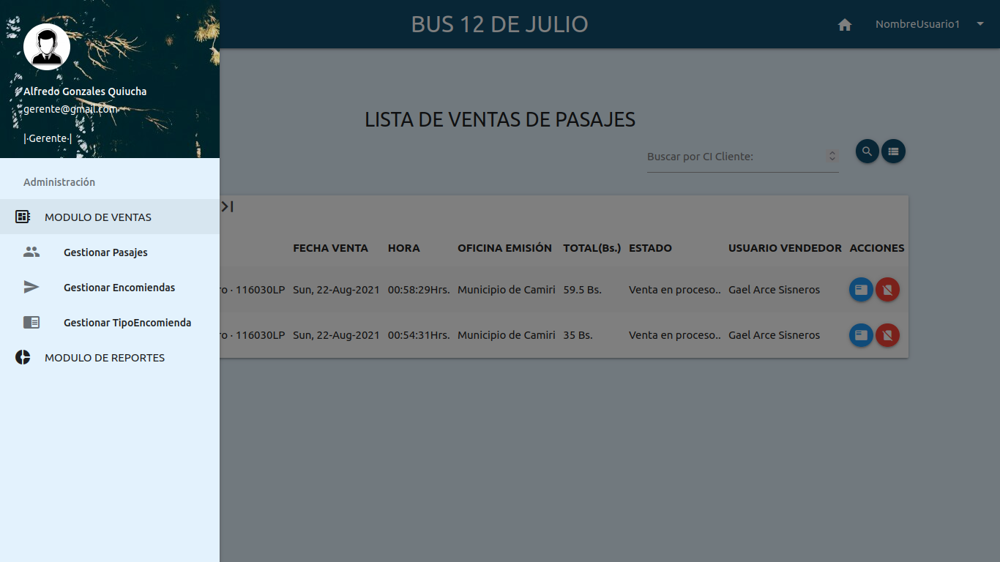 BUS 12 DE JULIO
NombreUsuario1
Alfredo Gonzales Quiucha
gerente@gmail.com
|·Gerente·|
Administración
MODULO DE VENTAS
Gestionar Pasajes
Gestionar Encomiendas
Gestionar TipoEncomienda
MODULO DE REPORTES
LISTA DE VENTAS DE PASAJES
Buscar por CI Cliente:
FECHA VENTA HORA OFICINA EMISIÓN TOTAL(Bs.) ESTADO USUARIO VENDEDOR ACCIONES
ro · 116030LP Sun, 22-Aug-2021 00:58:29Hrs. Municipio de Camiri 59.5 Bs. Venta en proceso.. Gael Arce Sisneros
ro · 116030LP Sun, 22-Aug-2021 00:54:31Hrs. Municipio de Camiri 35 Bs. Venta en proceso.. Gael Arce Sisneros